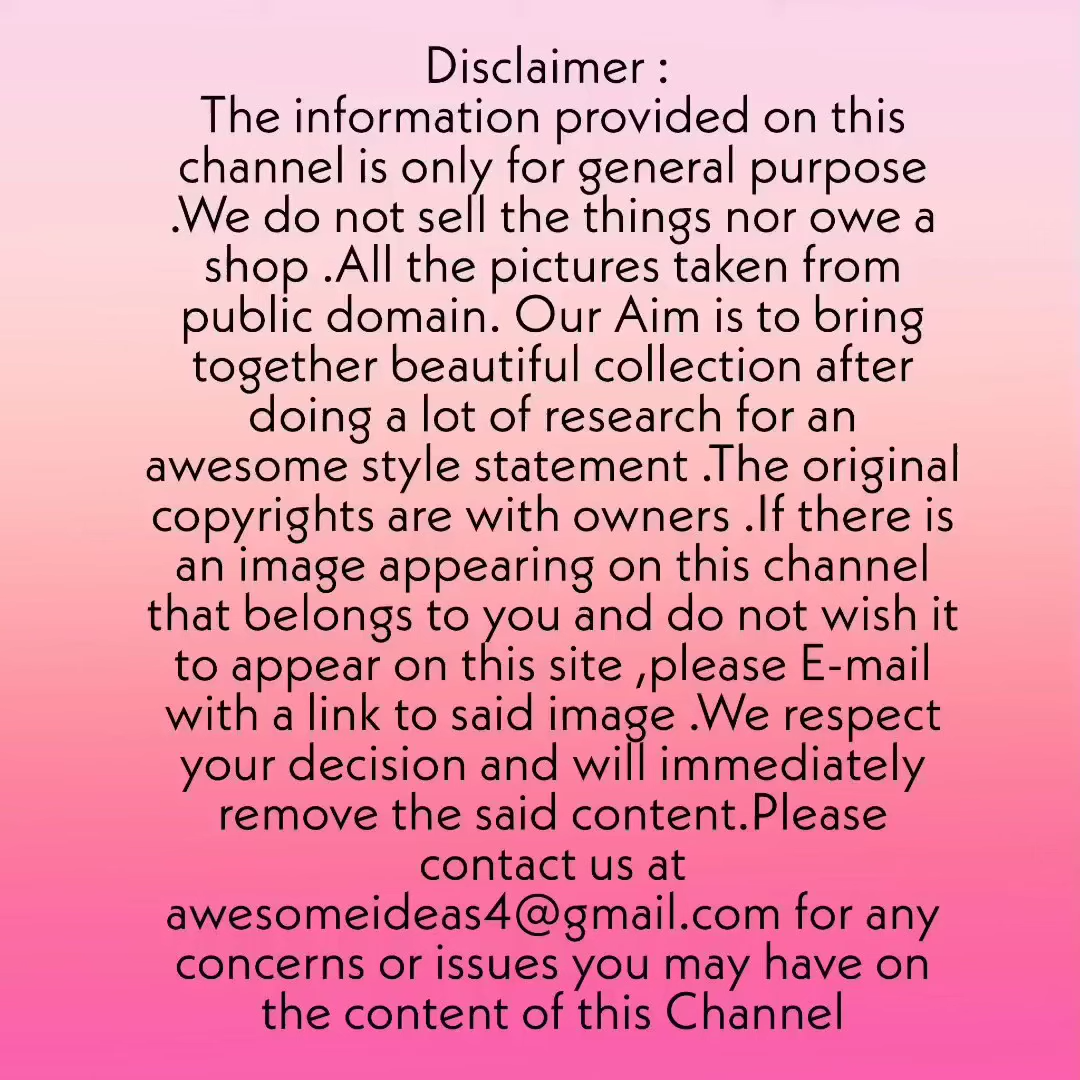 Disclaimer :
The information provided on this
channel is only for general purpose
.We do not sell the things nor owe a
shop .All the pictures taken from
public domain. Our Aim is to bring
together beautiful collection after
doing a lot of research for an
awesome style statement .The original
copyrights are with owners .If there is
an image appearing on this channel
that belongs to you and do not wish it
to appear on this site ,please E-mail
with a link to said image .We respect
your decision and will immediately
remove the said content.Please
contact us at
awesomeideas4@gmail.com for any
concerns or issues you may have on
the content of this Channel